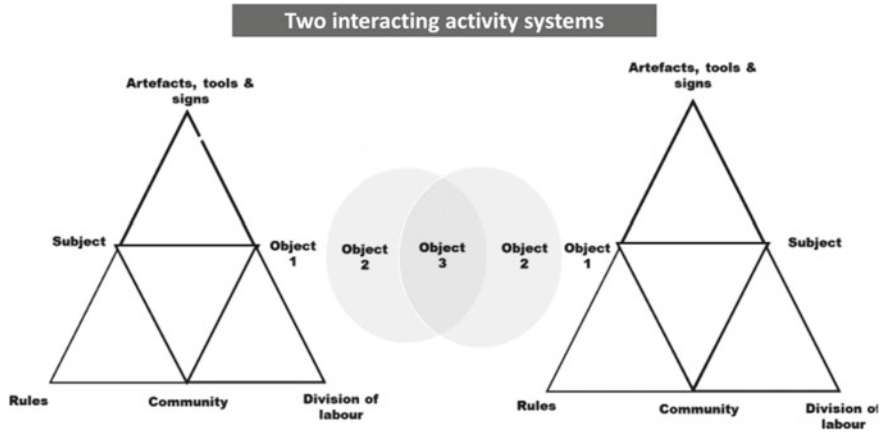 Two interacting activity systems
Artefacts, tools &
signs
Artefacts, tools &
signs
Subject
Object
1
Object
2
Object
3
Object
2
Object
1
Subject
Rules
Community
Division of
labour
Rules
Community
Division of
labour